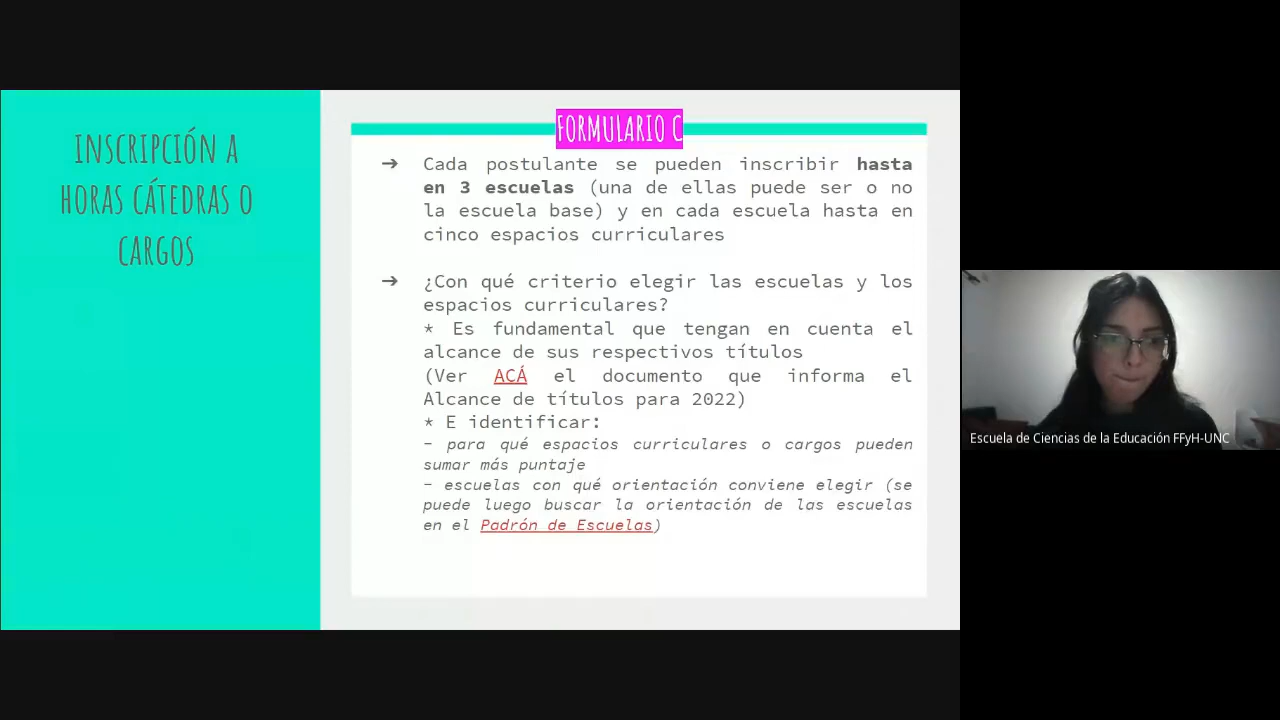 INSCRIPCIÓN A
HORAS CÁTEDRAS O
CARGOS
FORMULARIO C
➔ Cada postulante se pueden inscribir hasta
en 3 escuelas (una de ellas puede ser o no
la escuela base) y en cada escuela hasta en
cinco espacios curriculares
➔ ¿Con qué criterio elegir las escuelas y los
espacios curriculares?
* Es fundamental que tengan en cuenta el
alcance de sus respectivos títulos
(Ver ACÁ el documento que informa el
Alcance de títulos para 2022)
* E identificar:
- para qué espacios curriculares o cargos pueden
sumar más puntaje
- escuelas con qué orientación conviene elegir (se
puede luego buscar la orientación de las escuelas
en el Padrón de Escuelas)
Escuela de Ciencias de la Educación FFyH-UNC